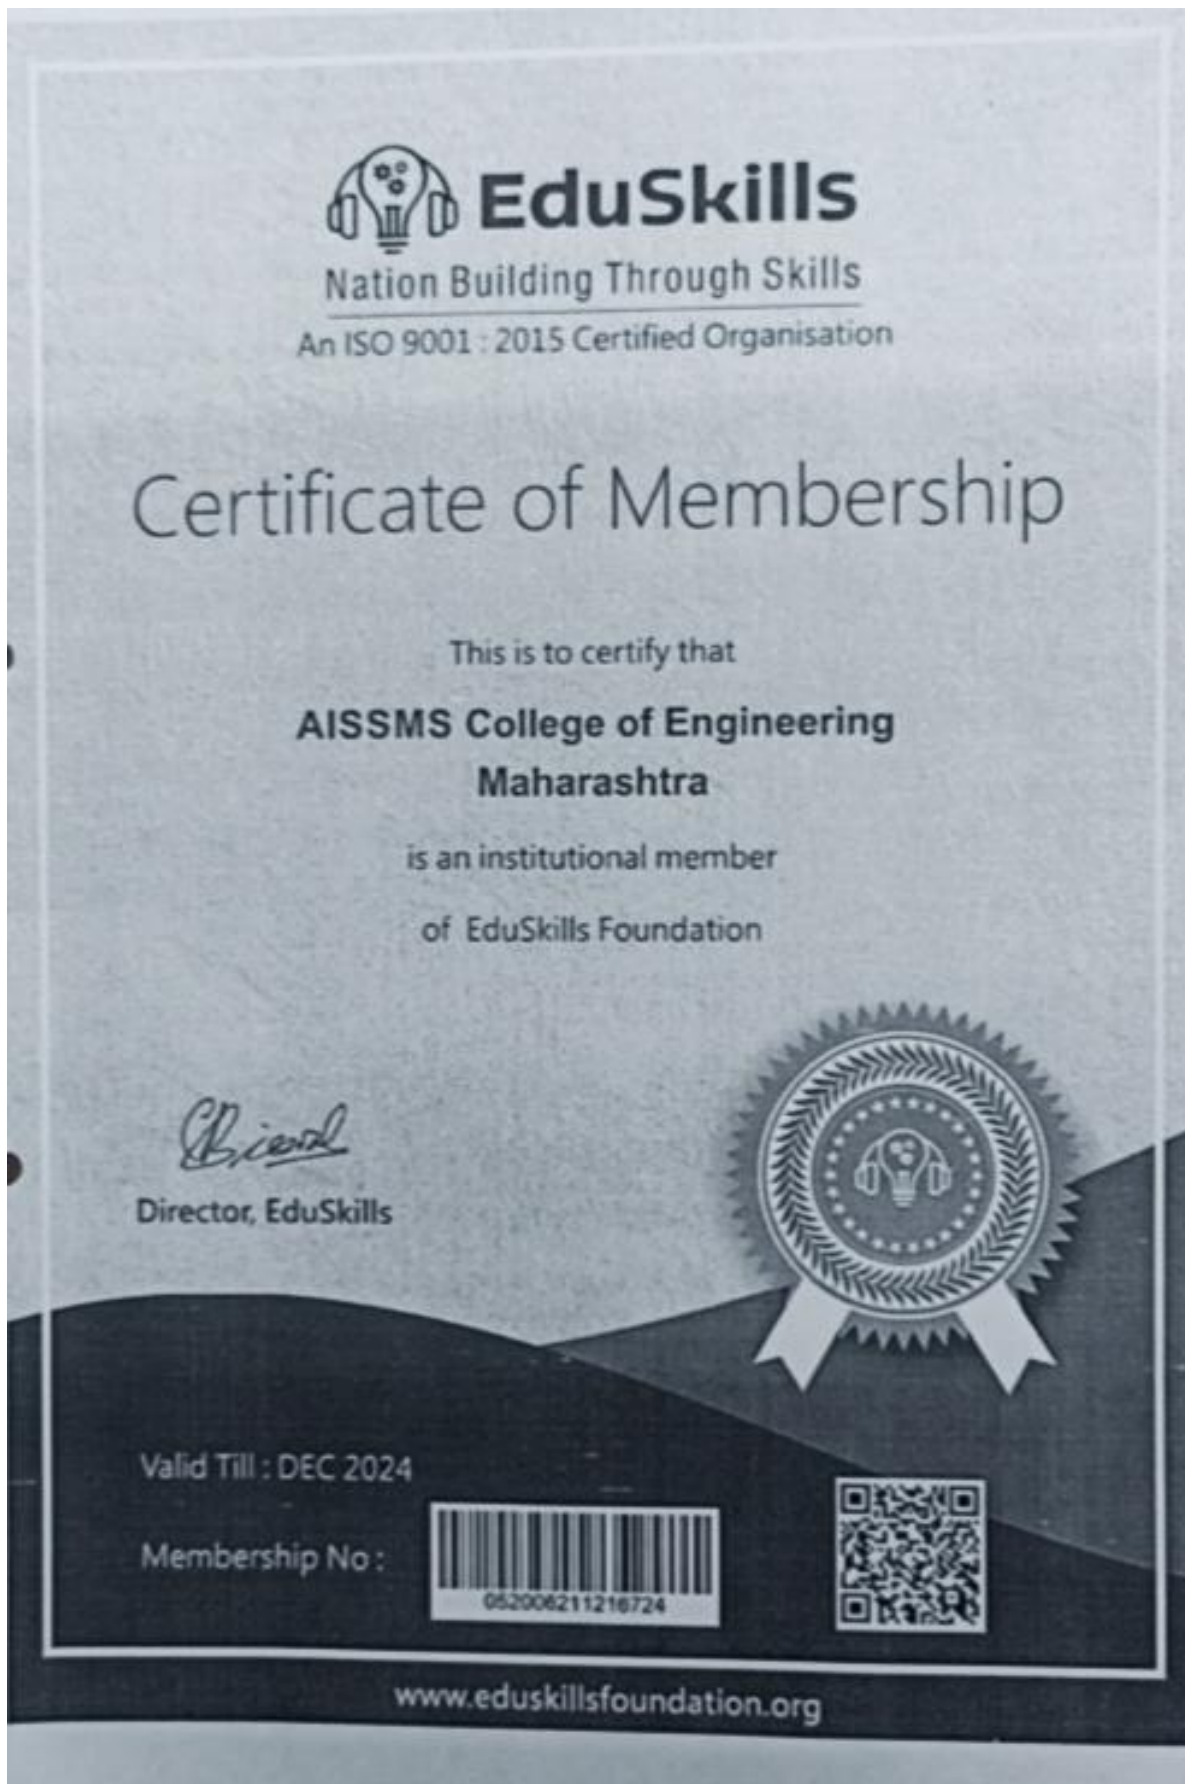 EduSkills
Nation Building Through Skills
An ISO 9001 : 2015 Certified Organisation
Certificate of Membership
This is to certify that
AISSMS College of Engineering
Maharashtra
is an institutional member
of EduSkills Foundation
Director, EduSkills
Valid Till : DEC 2024
Membership No :
052006211216724
www.eduskillsfoundation.org